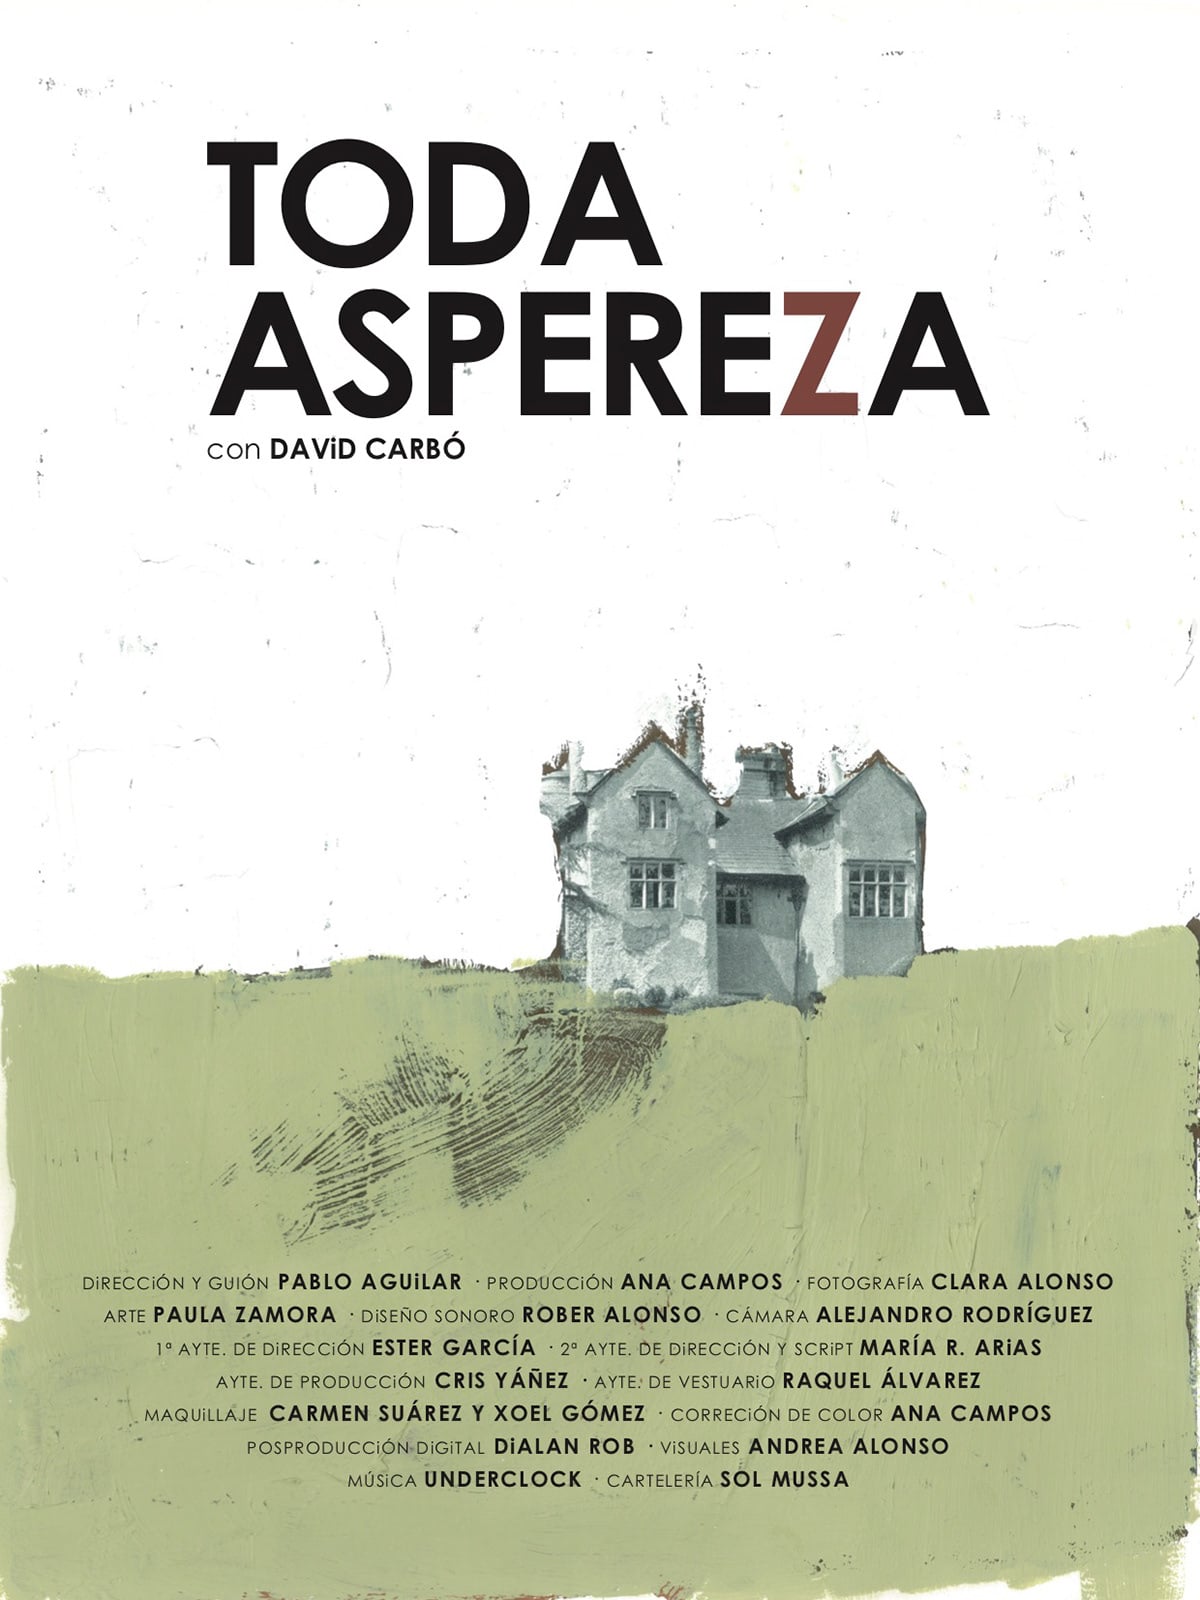 TODA
ASPEREZA
con DAViD CARBÓ
DiRECCiÓN Y GUiÓN PABLO AGUiLAR · PRODUCCiÓN ANA CAMPOS · FOTOGRAFÍA CLARA ALONSO
ARTE PAULA ZAMORA · DiSEÑO SONORO ROBER ALONSO · CÁMARA ALEJANDRO RODRÍGUEZ
1ª AYTE. DE DiRECCiÓN ESTER GARCÍA · 2ª AYTE. DE DiRECCiÓN Y SCRiPT MARÍA R. ARiAS
AYTE. DE PRODUCCiÓN CRIS YÁÑEZ · AYTE. DE VESTUARiO RAQUEL ÁLVAREZ
MAQUiLLAJE CARMEN SUÁREZ Y XOEL GÓMEZ · CORRECiÓN DE COLOR ANA CAMPOS
POSPRODUCCiÓN DiGiTAL DiALAN ROB · ViSUALES ANDREA ALONSO
MÚSiCA UNDERCLOCK · CARTELERÍA SOL MUSSA